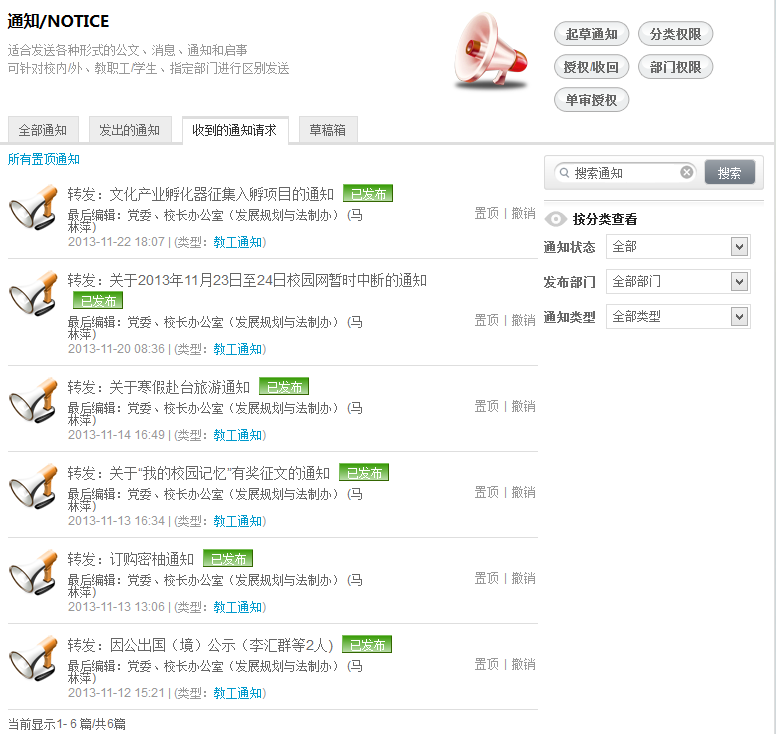 通知/NOTICE
适合发送各种形式的公文、消息、通知和启事
可针对校内/外、教职工/学生、指定部门进行区别发送
起草通知 分类权限
授权/收回 部门权限
单审授权
全部通知 发出的通知 收到的通知请求 草稿箱
所有置顶通知
搜索通知 搜索
转发：文化产业孵化器征集入孵项目的通知 已发布
最后编辑：党委、校长办公室（发展规划与法制办） (马
林萍)
2013-11-22 18:07 | (类型：教工通知)
置顶 | 撤销
按分类查看
通知状态 全部
发布部门 全部部门
通知类型 全部类型
转发：关于2013年11月23日至24日校园网暂时中断的通知
已发布
最后编辑：党委、校长办公室（发展规划与法制办） (马
林萍)
2013-11-20 08:36 | (类型：教工通知)
置顶 | 撤销
转发：关于寒假赴台旅游通知 已发布
最后编辑：党委、校长办公室（发展规划与法制办） (马
林萍)
2013-11-14 16:49 | (类型：教工通知)
置顶 | 撤销
转发：关于“我的校园记忆”有奖征文的通知 已发布
最后编辑：党委、校长办公室（发展规划与法制办） (马
林萍)
2013-11-13 16:34 | (类型：教工通知)
置顶 | 撤销
转发：订购密柚通知 已发布
最后编辑：党委、校长办公室（发展规划与法制办） (马
林萍)
2013-11-13 13:06 | (类型：教工通知)
置顶 | 撤销
转发：因公出国（境）公示（李汇群等2人) 已发布
最后编辑：党委、校长办公室（发展规划与法制办） (马
林萍)
2013-11-12 15:21 | (类型：教工通知)
置顶 | 撤销
当前显示1- 6 篇/共6篇